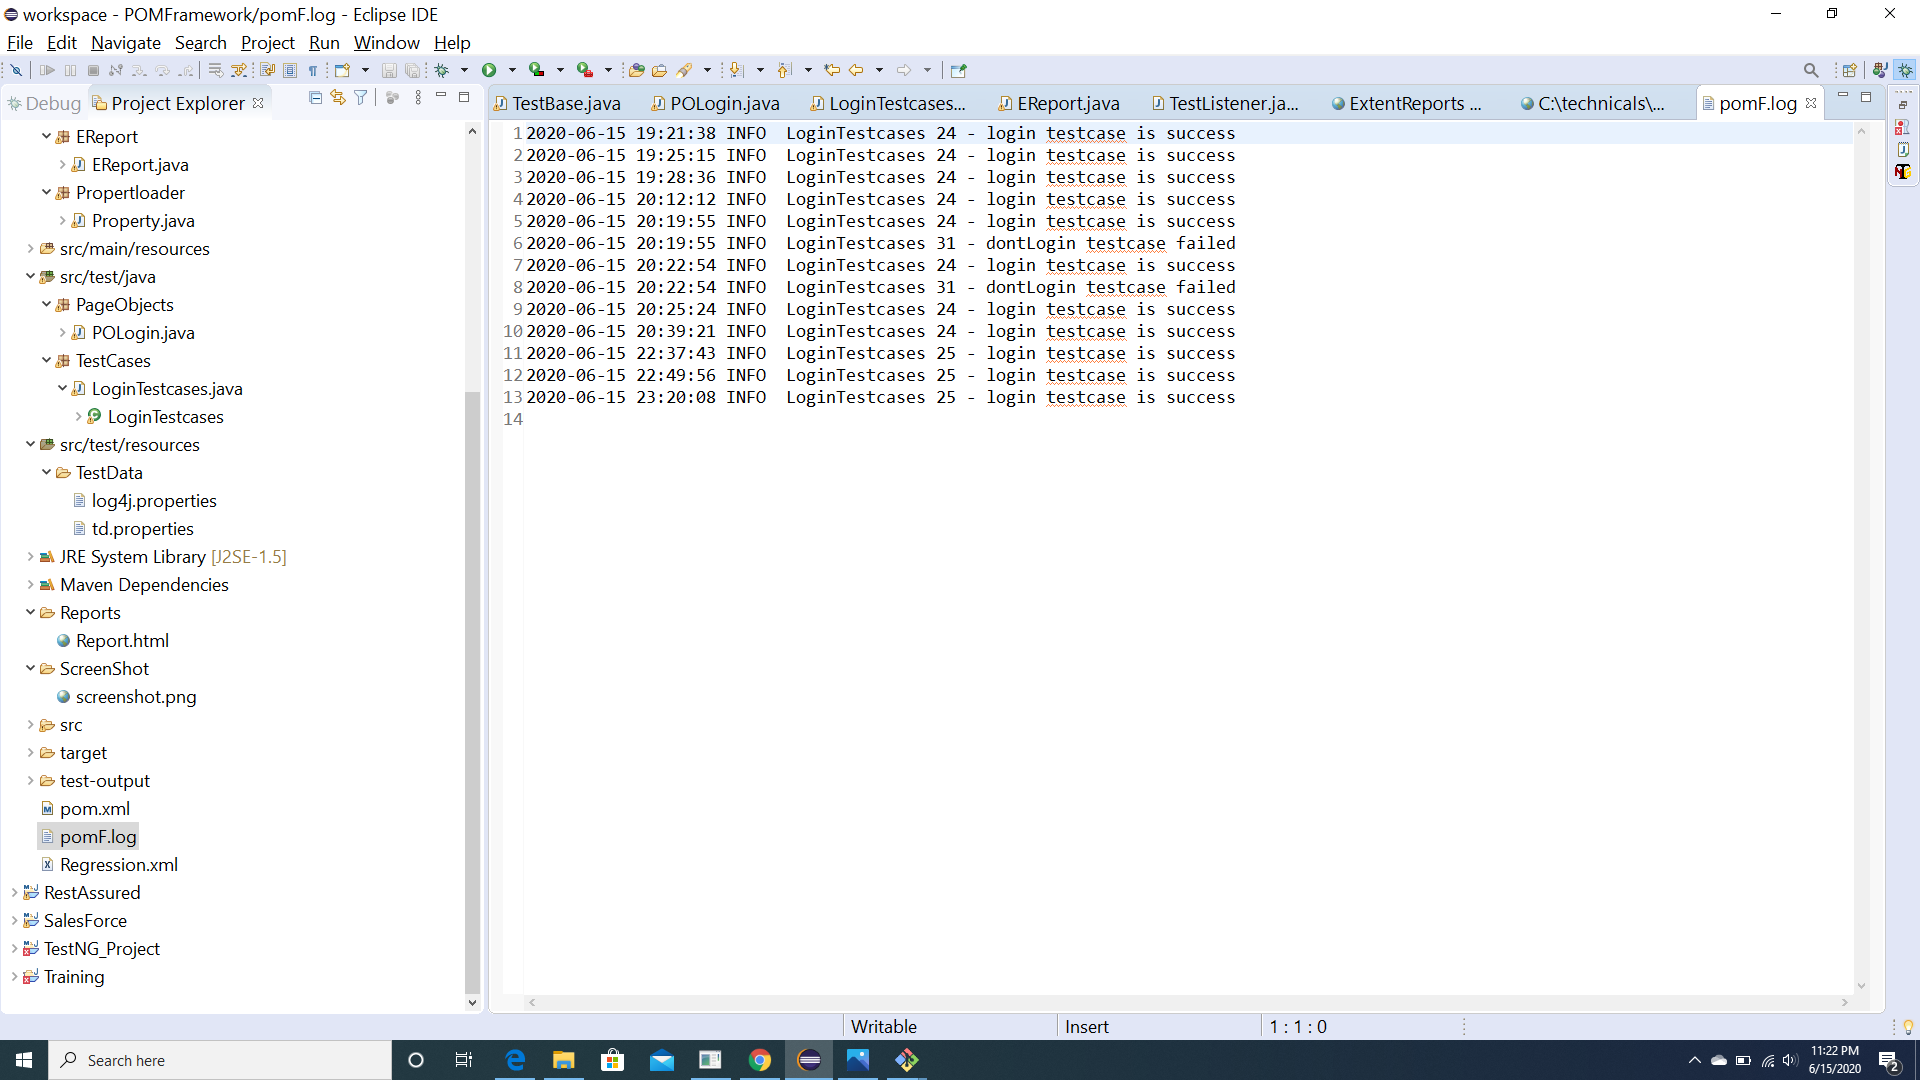 workspace - POMFramework/pomF.log - Eclipse IDE
File Edit Navigate Search Project Run Window Help
Debug Project Explorer
EReport
EReport.java
Propertloader
Property.java
src/main/resources
src/test/java
PageObjects
POLogin.java
TestCases
LoginTestcases.java
LoginTestcases
src/test/resources
TestData
log4j.properties
td.properties
JRE System Library [J2SE-1.5]
Maven Dependencies
Reports
Report.html
ScreenShot
screenshot.png
src
target
test-output
pom.xml
pomF.log
Regression.xml
RestAssured
SalesForce
TestNG_Project
Training
TestBase.java POLogin.java LoginTestcases... EReport.java TestListener.ja... ExtentReports ... C:\technicals\... pomF.log
1 2020-06-15 19:21:38 INFO  LoginTestcases 24 - login testcase is success
2 2020-06-15 19:25:15 INFO  LoginTestcases 24 - login testcase is success
3 2020-06-15 19:28:36 INFO  LoginTestcases 24 - login testcase is success
4 2020-06-15 20:12:12 INFO  LoginTestcases 24 - login testcase is success
5 2020-06-15 20:19:55 INFO  LoginTestcases 24 - login testcase is success
6 2020-06-15 20:19:55 INFO  LoginTestcases 31 - dontLogin testcase failed
7 2020-06-15 20:22:54 INFO  LoginTestcases 24 - login testcase is success
8 2020-06-15 20:22:54 INFO  LoginTestcases 31 - dontLogin testcase failed
9 2020-06-15 20:25:24 INFO  LoginTestcases 24 - login testcase is success
10 2020-06-15 20:39:21 INFO  LoginTestcases 24 - login testcase is success
11 2020-06-15 22:37:43 INFO  LoginTestcases 25 - login testcase is success
12 2020-06-15 22:49:56 INFO  LoginTestcases 25 - login testcase is success
13 2020-06-15 23:20:08 INFO  LoginTestcases 25 - login testcase is success
14
Writable Insert 1 : 1 : 0
Search here
11:22 PM
6/15/2020
2